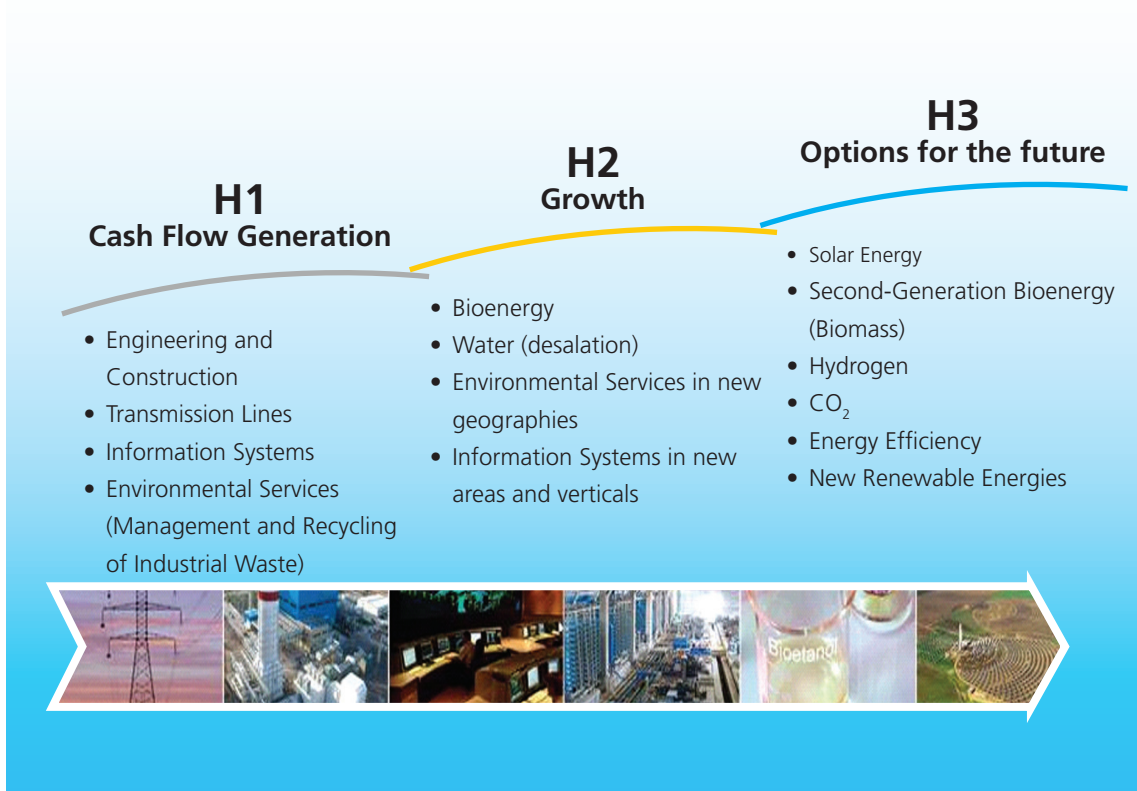 H1
Cash Flow Generation
• Engineering and
Construction
• Transmission Lines
• Information Systems
• Environmental Services
(Management and Recycling
of Industrial Waste)
H2
Growth
• Bioenergy
• Water (desalation)
• Environmental Services in new
geographies
• Information Systems in new
areas and verticals
H3
Options for the future
• Solar Energy
• Second-Generation Bioenergy
(Biomass)
• Hydrogen
• CO₂
• Energy Efficiency
• New Renewable Energies
Bioetanol